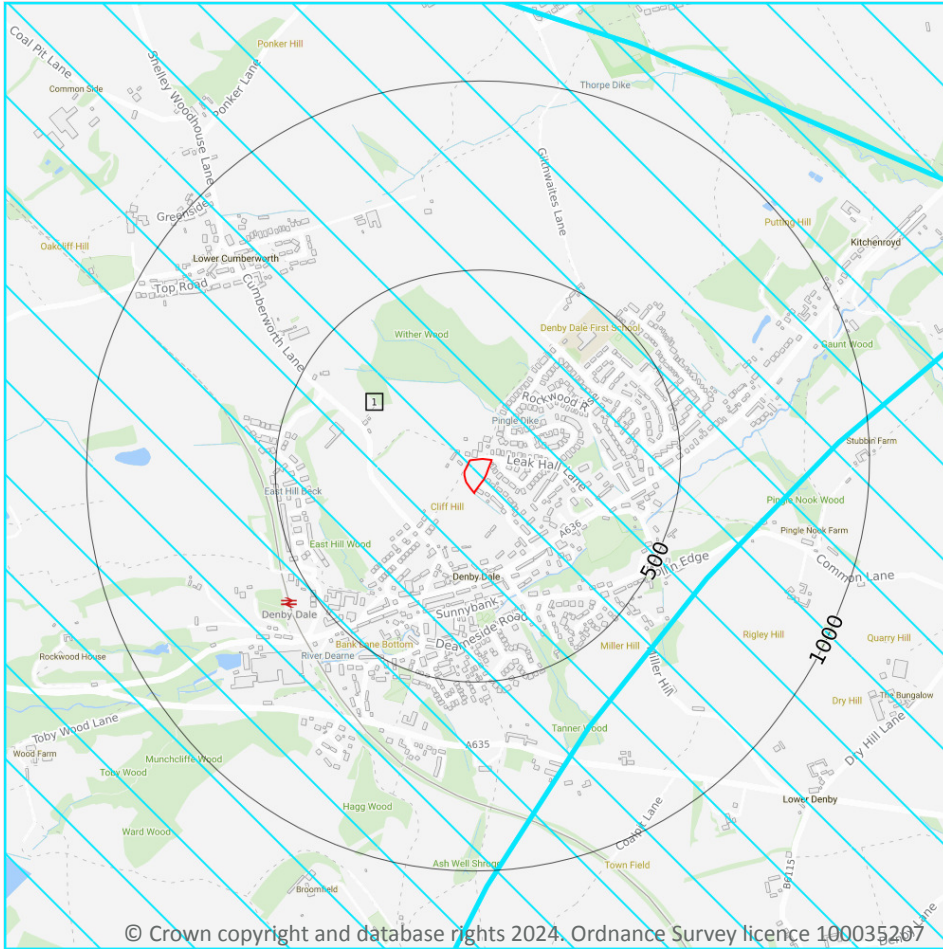 Coal Pit Lane
Common Side
Shelley Woodhouse Lane
Ponker Hill
Ponker Lane
Thorpe Dike
Gilthwaites Lane
Greenside
Oakcliff Hill
Lower Cumberworth
Top Road
Cumberworth Lane
Putting Hill
Kitchenroyd
Wither Wood
Denby Dale First School
Gaunt Wood
1
Rockwood R
Pingle Dike
Stubbin Farm
Leak Hall Lane
East Hill Beck
Cliff Hill
Pingle Nook Wood
A636
Pingle Nook Farm
East Hill Wood
500
Common Lane
Denby Dale
Denby Dale
Sunnybank
Dearneside Road
1000
Bank Lane Bottom
River Dearne
Miller Hill
Rigley Hill
Quarry Hill
Rockwood House
Miller Hill
The Bungalow
Dry Hill
Toby Wood Lane
Tanner Wood
Dry Hill Lane
A635
Wood Farm
Munchcliffe Wood
Toby Wood
Lower Denby
Hagg Wood
Ward Wood
Coalpit Lane
Ash Well Shrogg
Town Field
B6115
Broomfield
© Crown copyright and database rights 2024. Ordnance Survey licence 100035207